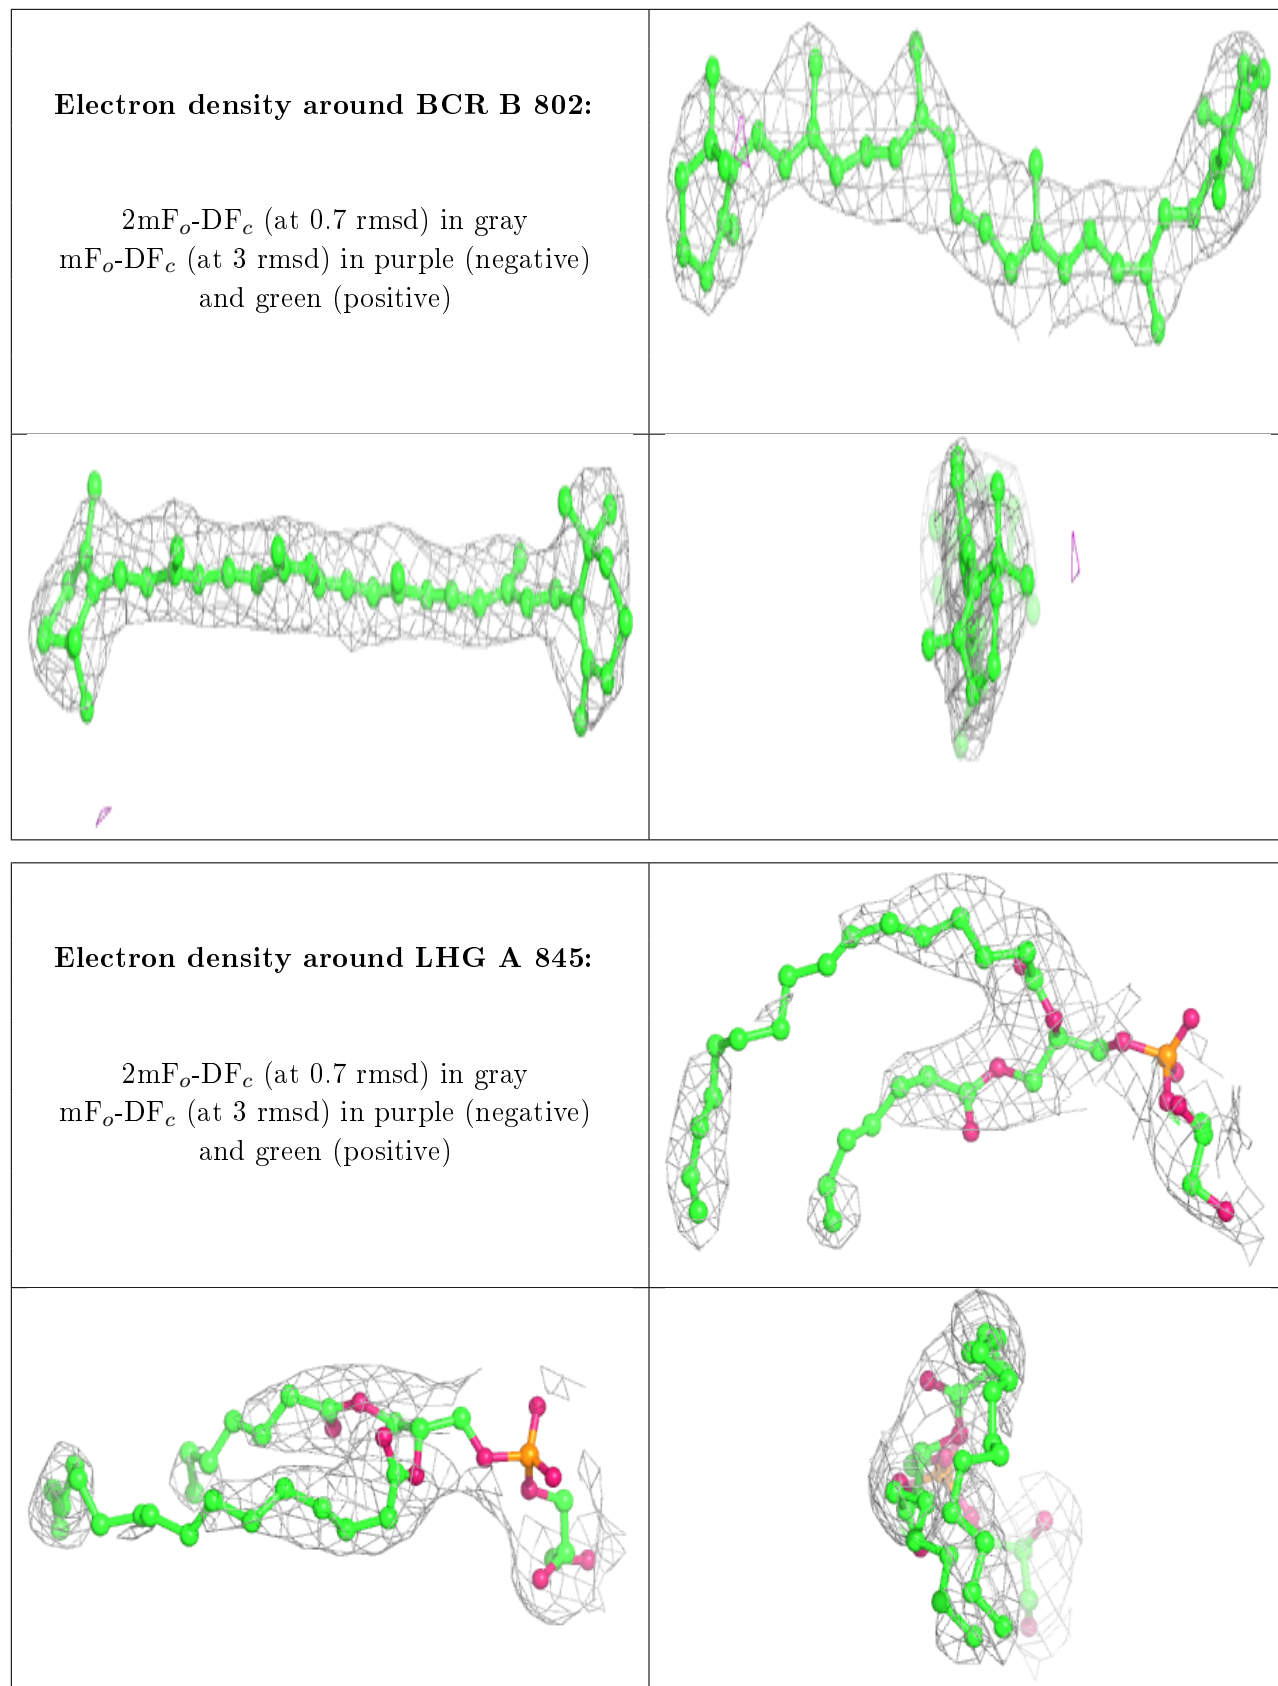 Electron density around BCR B 802:
2mFo-DFc (at 0.7 rmsd) in gray
mFo-DFc (at 3 rmsd) in purple (negative)
and green (positive)
Electron density around LHG A 845:
2mFo-DFc (at 0.7 rmsd) in gray
mFo-DFc (at 3 rmsd) in purple (negative)
and green (positive)